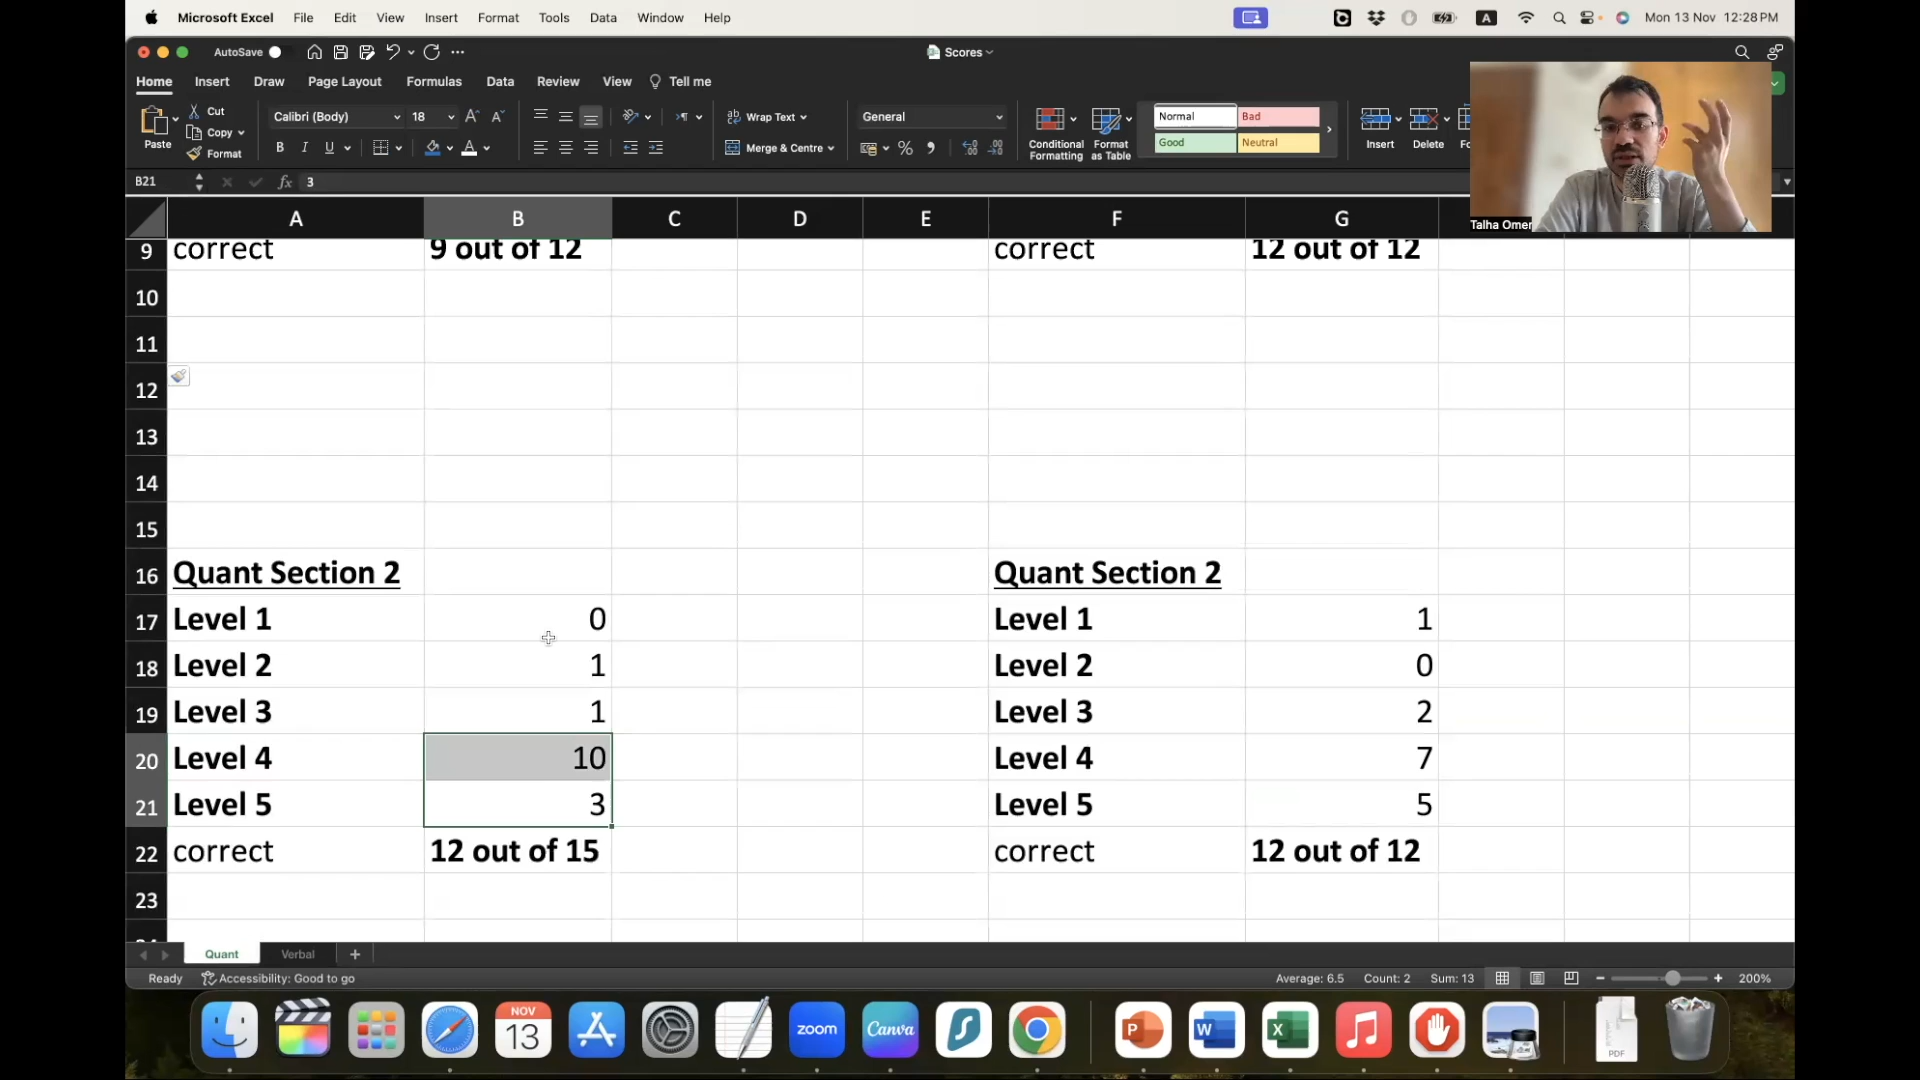 Microsoft Excel File Edit View Insert Format Tools Data Window Help
A
Mon 13 Nov 12:28 PM
AutoSave
Scores
Home Insert Draw Page Layout Formulas Data Review View Tell me
Paste
Cut
Copy
Format
Calibri (Body) 18
B I U
Wrap Text
Merge & Centre
General
Conditional Formatting
Format as Table
Normal Bad
Good Neutral
Insert Delete
Talha Omer
B21 fx 3
A B C D E F G
9 correct 9 out of 12 correct 12 out of 12
10
11
12
13
14
15
16 Quant Section 2 Quant Section 2
17 Level 1 0 Level 1 1
18 Level 2 1 Level 2 0
19 Level 3 1 Level 3 2
20 Level 4 10 Level 4 7
21 Level 5 3 Level 5 5
22 correct 12 out of 15 correct 12 out of 12
23
Quant Verbal +
Ready Accessibility: Good to go Average: 6.5 Count: 2 Sum: 13 200%
NOV
13
zoom
Canva
P
W
X
PDF